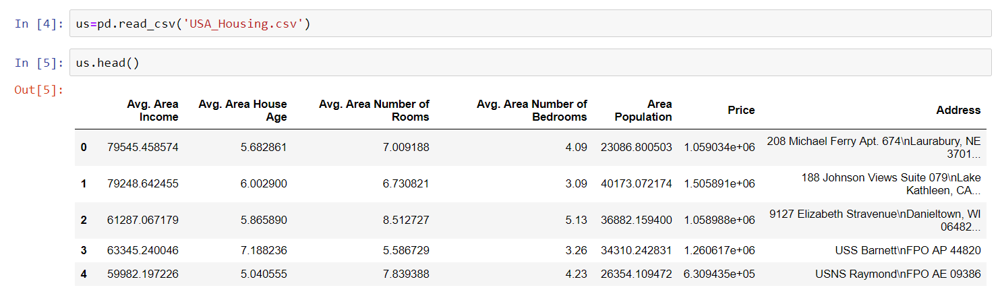 In [4]: us=pd.read_csv('USA_Housing.csv')
In [5]: us.head()
Out[5]:
Avg. Area Income Avg. Area House Age Avg. Area Number of Rooms Avg. Area Number of Bedrooms Area Population Price Address
0 79545.458574 5.682861 7.009188 4.09 23086.800503 1.059034e+06 208 Michael Ferry Apt. 674\nLaurabury, NE 3701...
1 79248.642455 6.002900 6.730821 3.09 40173.072174 1.505891e+06 188 Johnson Views Suite 079\nLake Kathleen, CA...
2 61287.067179 5.865890 8.512727 5.13 36882.159400 1.058988e+06 9127 Elizabeth Stravenue\nDanieltown, WI 06482...
3 63345.240046 7.188236 5.586729 3.26 34310.242831 1.260617e+06 USS Barnett\nFPO AP 44820
4 59982.197226 5.040555 7.839388 4.23 26354.109472 6.309435e+05 USNS Raymond\nFPO AE 09386